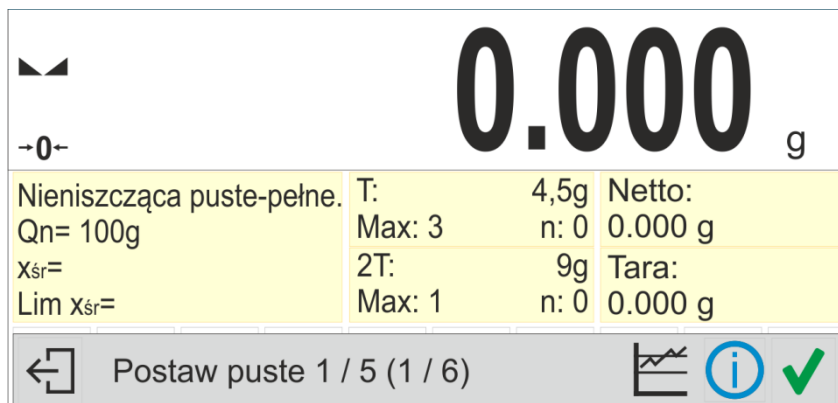 0.000 g
→0←
Nieniszcząca puste-pełne.
Qn= 100g
xśr=
Lim xśr=
T: 4,5g
Max: 3 n: 0
2T: 9g
Max: 1 n: 0
Netto:
0.000 g
Tara:
0.000 g
Postaw puste 1 / 5 (1 / 6)